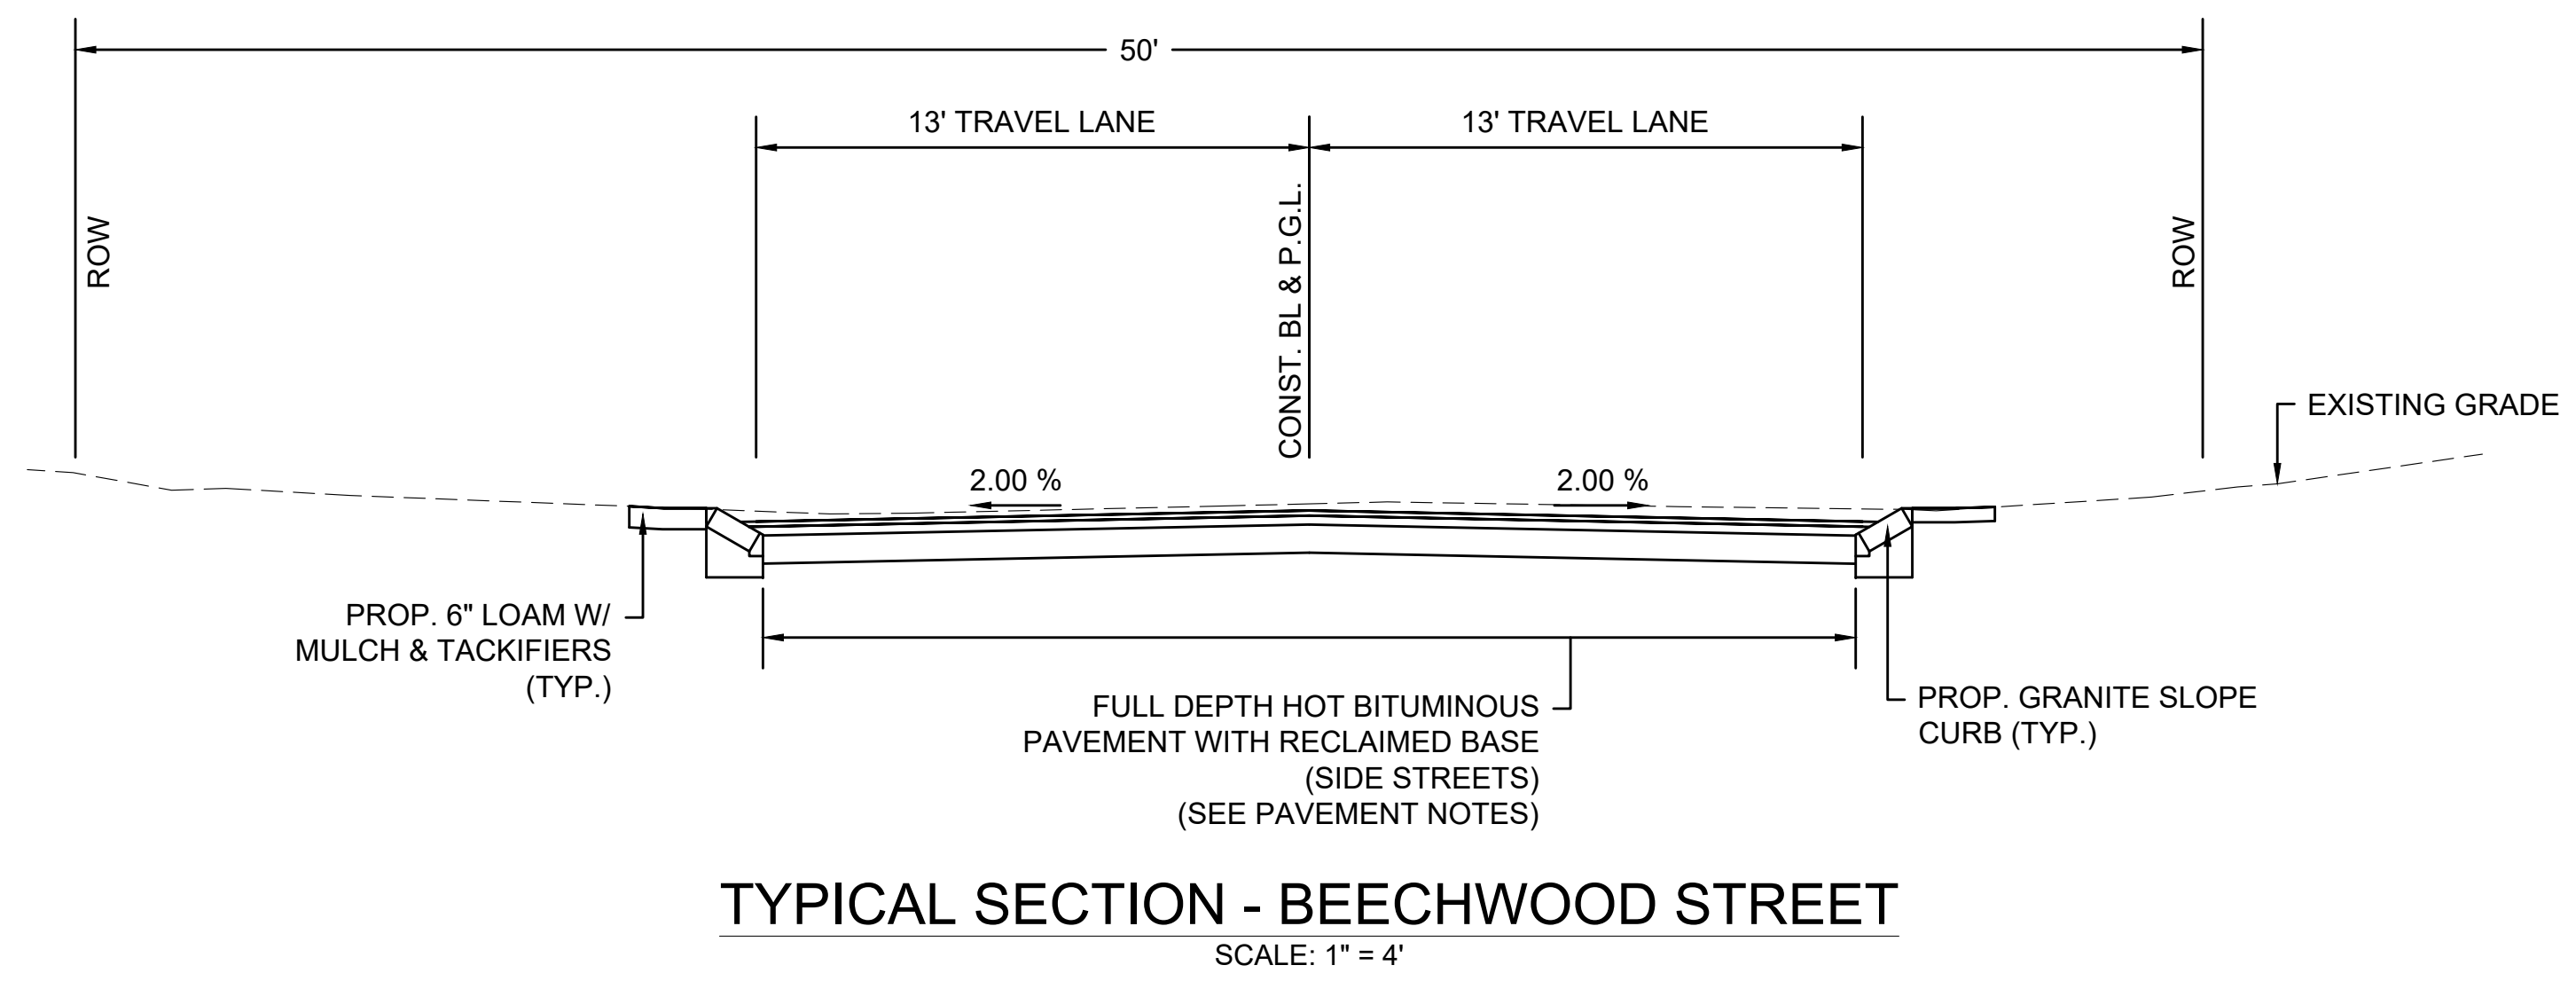 50'
13' TRAVEL LANE
13' TRAVEL LANE
ROW
CONST. BL & P.G.L.
ROW
EXISTING GRADE
2.00 %
2.00 %
PROP. 6" LOAM W/
MULCH & TACKIFIERS
(TYP.)
FULL DEPTH HOT BITUMINOUS
PAVEMENT WITH RECLAIMED BASE
(SIDE STREETS)
(SEE PAVEMENT NOTES)
PROP. GRANITE SLOPE
CURB (TYP.)
TYPICAL SECTION - BEECHWOOD STREET
SCALE: 1" = 4'